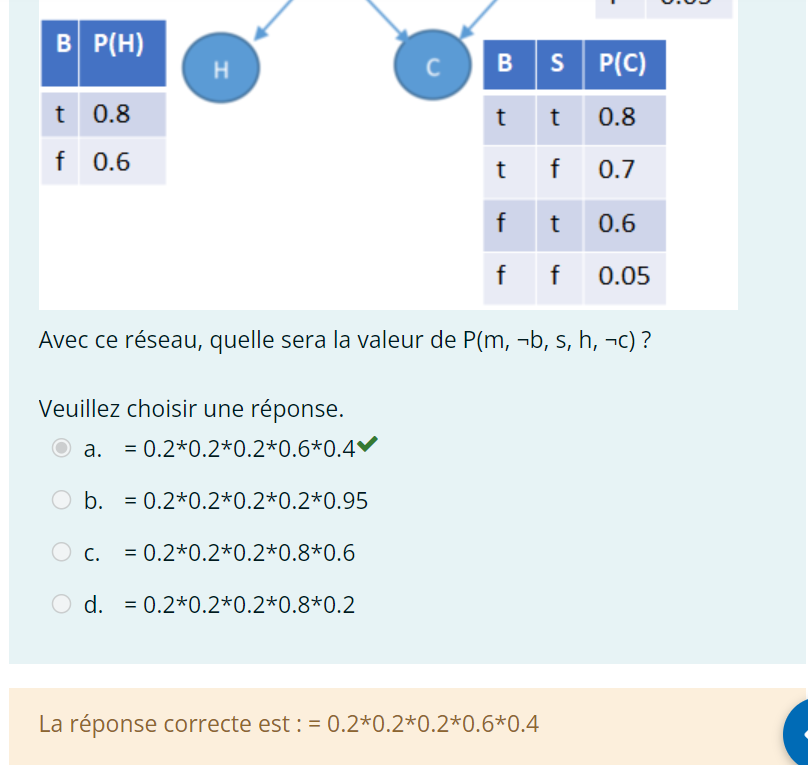 B P(H)
H
C
B S P(C)
t 0.8
t t 0.8
f 0.6
t f 0.7
f t 0.6
f f 0.05
Avec ce réseau, quelle sera la valeur de P(m, ¬b, s, h, ¬c) ?
Veuillez choisir une réponse.
a. = 0.2*0.2*0.2*0.6*0.4
b. = 0.2*0.2*0.2*0.2*0.95
c. = 0.2*0.2*0.2*0.8*0.6
d. = 0.2*0.2*0.2*0.8*0.2
La réponse correcte est : = 0.2*0.2*0.2*0.6*0.4